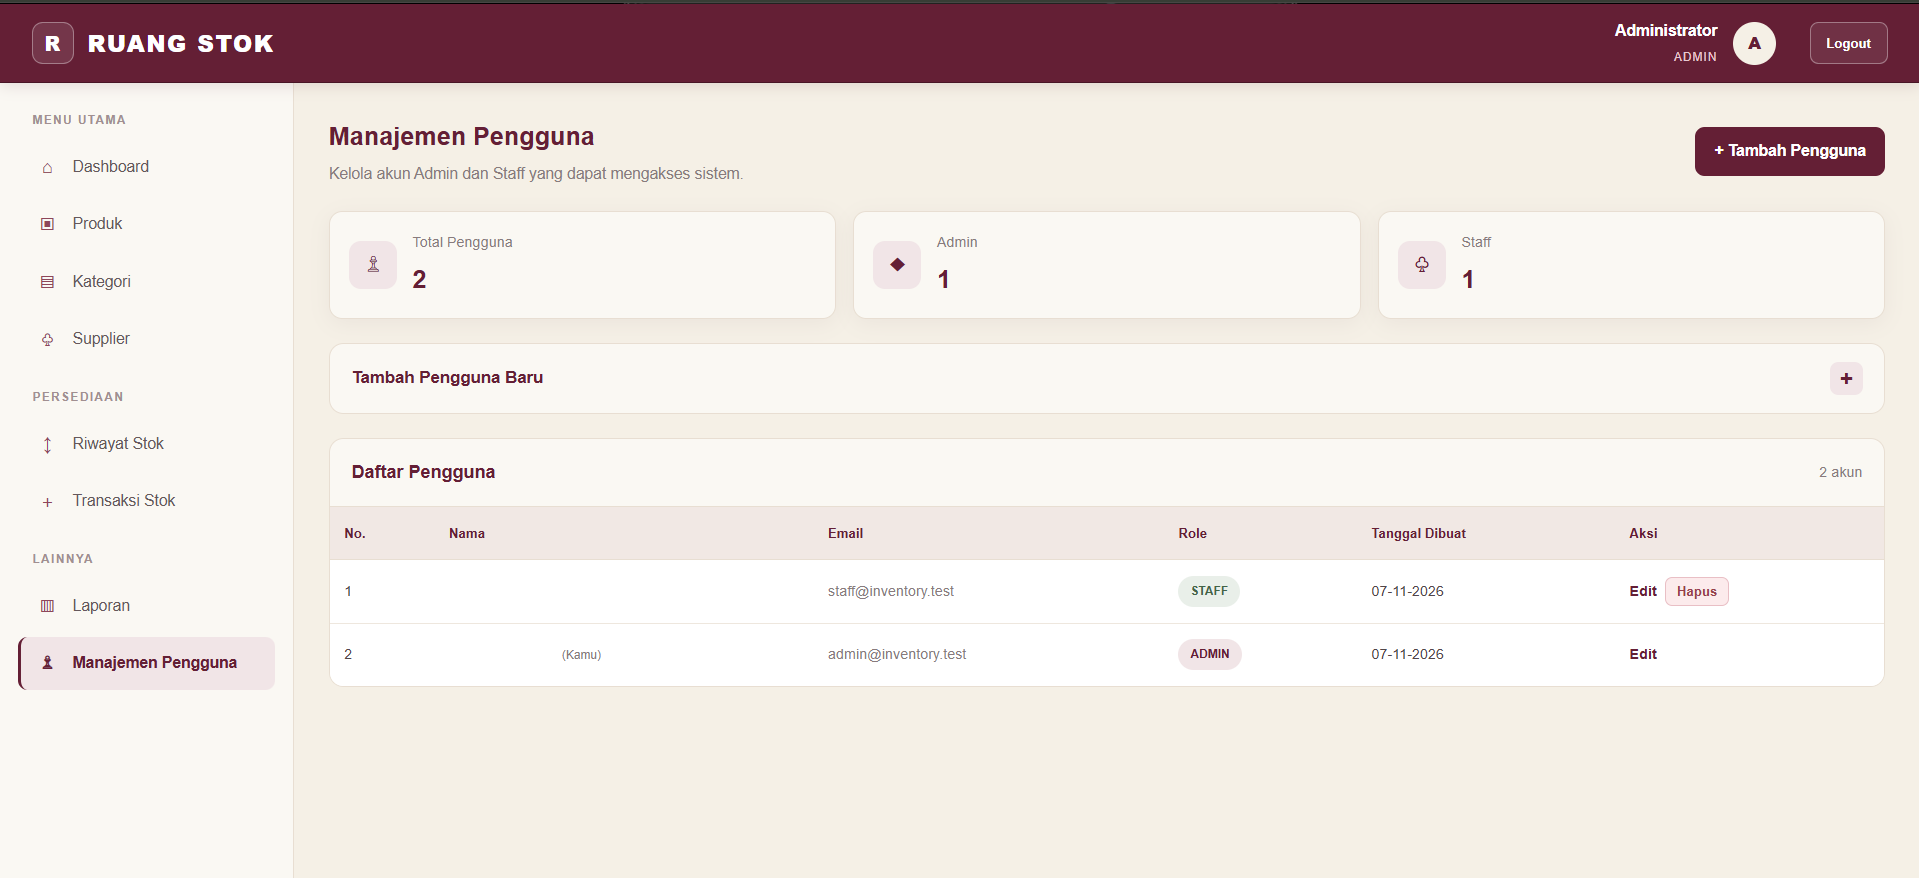 R RUANG STOK
Administrator
ADMIN
A
Logout
MENU UTAMA
Dashboard
Produk
Kategori
Supplier
PERSEDIAAN
Riwayat Stok
Transaksi Stok
LAINNYA
Laporan
Manajemen Pengguna
Manajemen Pengguna
Kelola akun Admin dan Staff yang dapat mengakses sistem.
+ Tambah Pengguna
Total Pengguna
2
Admin
1
Staff
1
Tambah Pengguna Baru
+
Daftar Pengguna
2 akun
No. Nama Email Role Tanggal Dibuat Aksi
1 staff@inventory.test STAFF 07-11-2026 Edit Hapus
2 (Kamu) admin@inventory.test ADMIN 07-11-2026 Edit